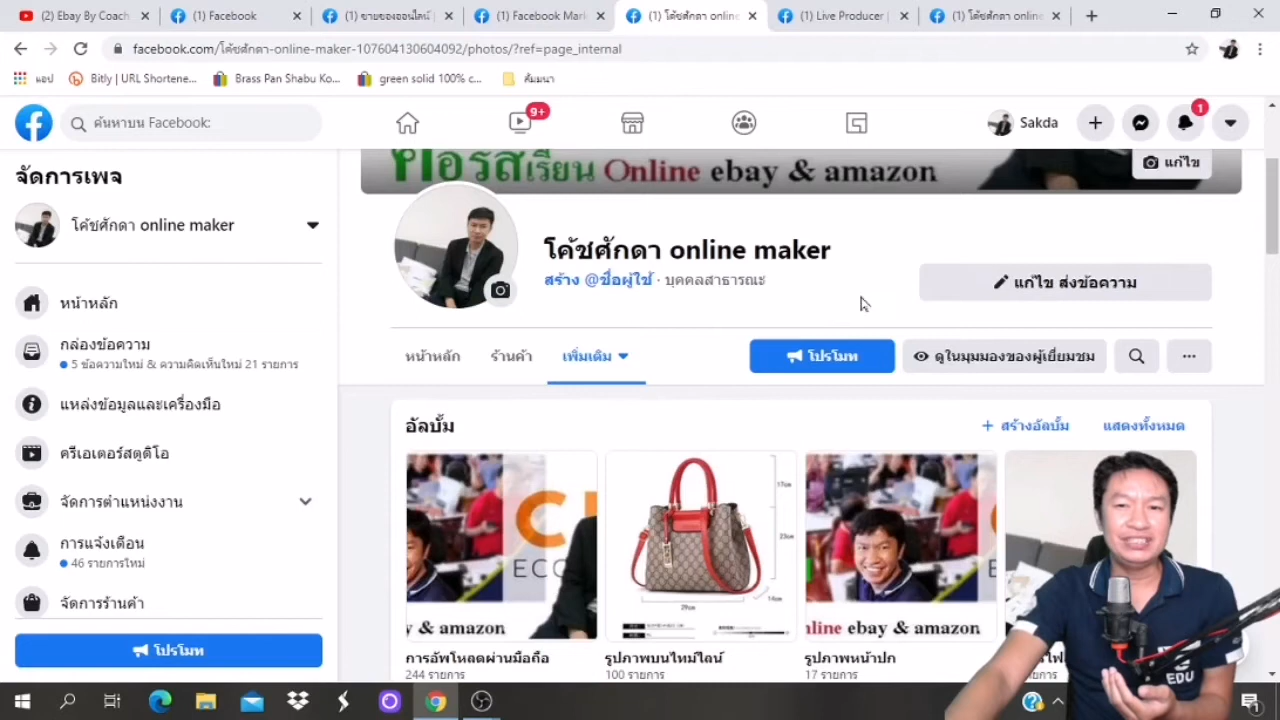 (2) Ebay By Coach
(1) Facebook
(1) ขายของออนไลน์
(1) Facebook Mar
(1) โค้ชศักดา online
(1) Live Producer
(1) โค้ชศักดา online
facebook.com/โค้ชศักดา-online-maker-107604130604092/photos/?ref=page_internal
แอป
Bitly | URL Shortene...
Brass Pan Shabu Ko...
green solid 100% c...
สัมมนา
ค้นหาบน Facebook
9+
Sakda
1
จัดการเพจ
คอร์สเรียน Online ebay & amazon
แก้ไข
โค้ชศักดา online maker
โค้ชศักดา online maker
สร้าง @ชื่อผู้ใช้ · บุคคลสาธารณะ
แก้ไข ส่งข้อความ
หน้าหลัก
กล่องข้อความ
5 ข้อความใหม่ & ความคิดเห็นใหม่ 21 รายการ
หน้าหลัก
ร้านค้า
เพิ่มเติม
โปรโมท
ดูในมุมมองของผู้เยี่ยมชม
แหล่งข้อมูลและเครื่องมือ
อัลบั้ม
+ สร้างอัลบั้ม
แสดงทั้งหมด
ครีเอเตอร์สตูดิโอ
จัดการตำแหน่งงาน
การแจ้งเตือน
46 รายการใหม่
จัดการร้านค้า
โปรโมท
ECO
y & amazon
17cm
23cm
14cm
29cm
nline ebay & amazon
การอัพโหลดผ่านมือถือ
244 รายการ
รูปภาพบนไทม์ไลน์
100 รายการ
รูปภาพหน้าปก
17 รายการ
EDU